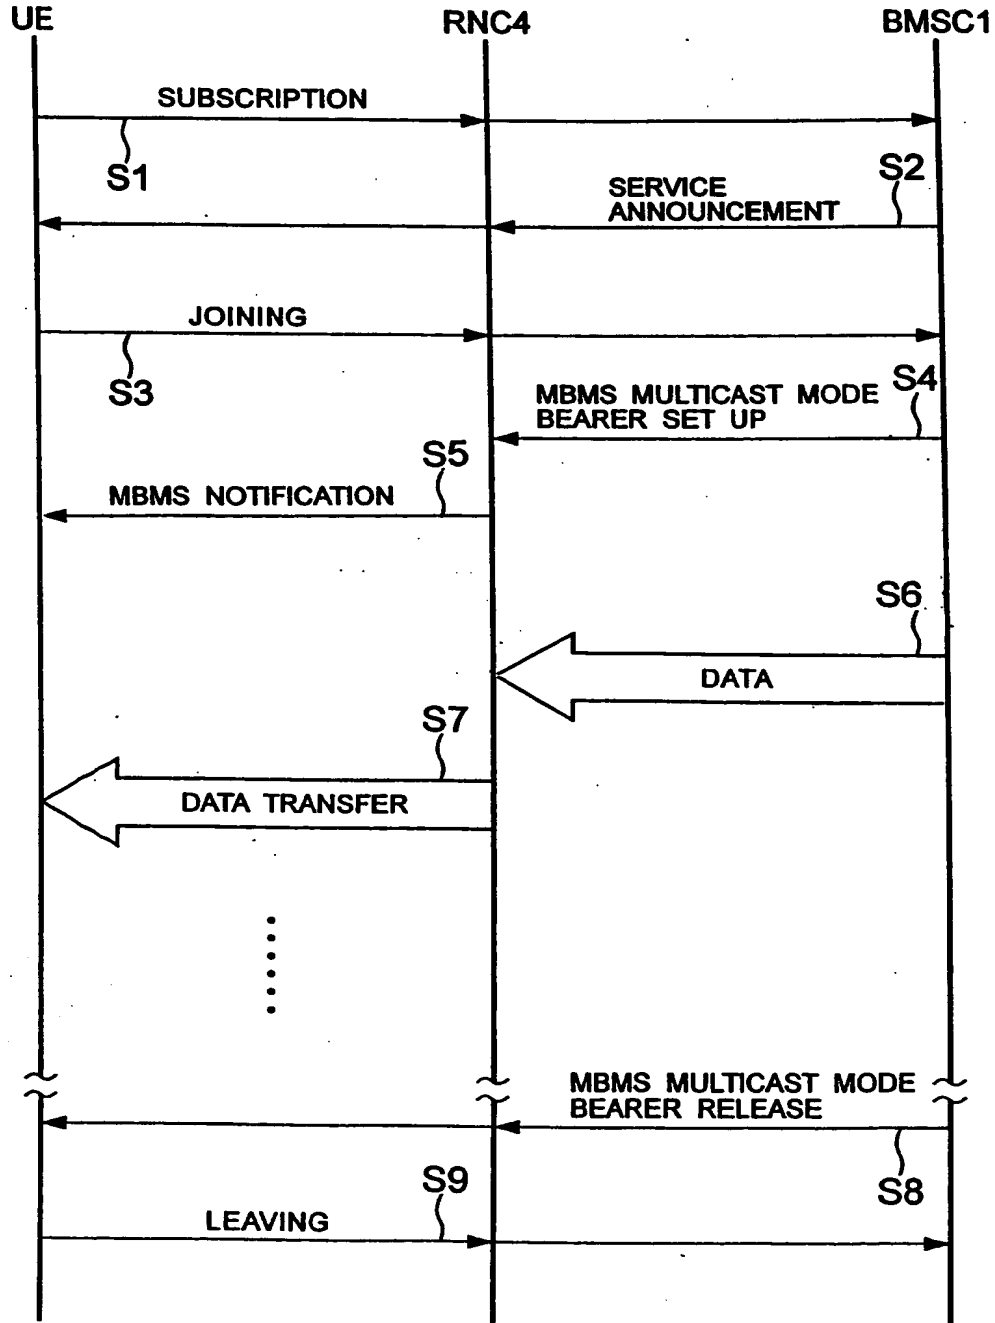 UE RNC4 BMSC1
SUBSCRIPTION
S1
S2
SERVICE
ANNOUNCEMENT
JOINING
S3
S4
MBMS MULTICAST MODE
BEARER SET UP
S5
MBMS NOTIFICATION
S6
DATA
S7
DATA TRANSFER
MBMS MULTICAST MODE
BEARER RELEASE
S8
S9
LEAVING